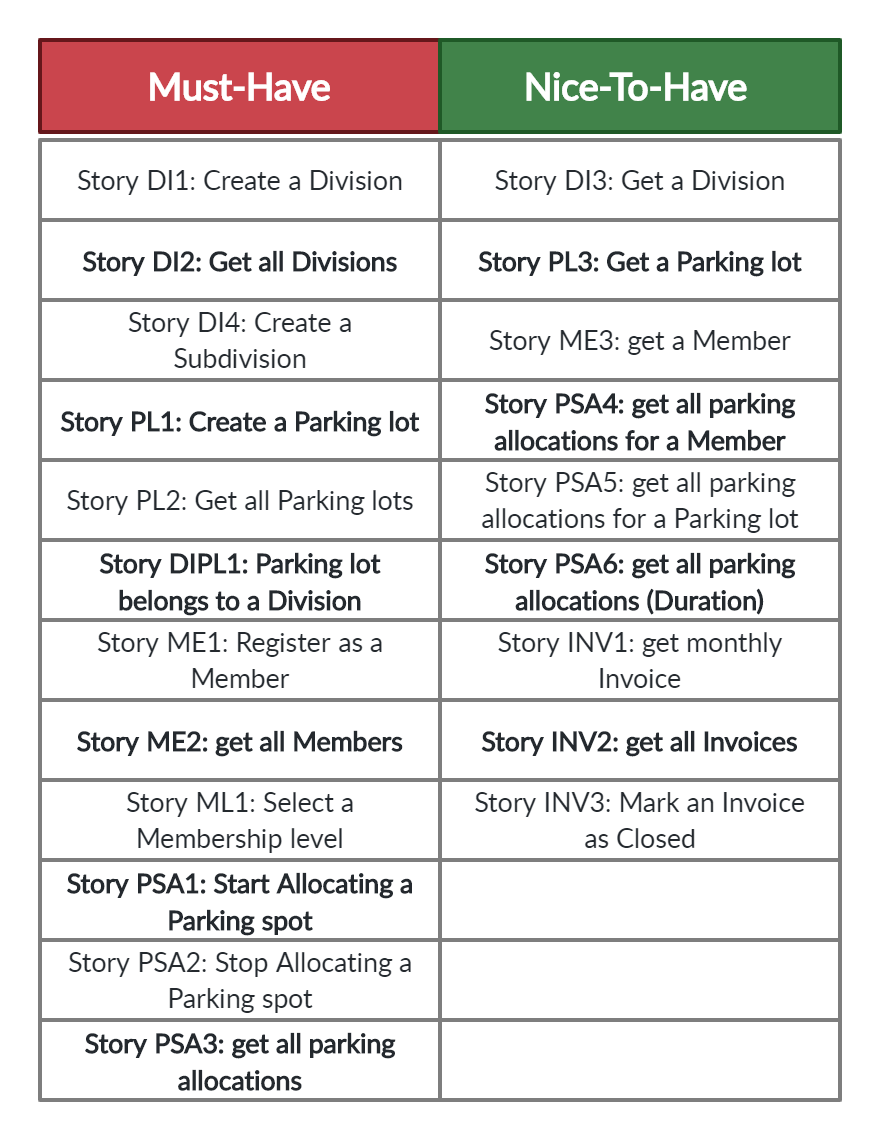 Must-Have
Nice-To-Have
Story DI1: Create a Division
Story DI3: Get a Division
Story DI2: Get all Divisions
Story PL3: Get a Parking lot
Story DI4: Create a
Subdivision
Story ME3: get a Member
Story PL1: Create a Parking lot
Story PSA4: get all parking
allocations for a Member
Story PL2: Get all Parking lots
Story PSA5: get all parking
allocations for a Parking lot
Story DIPL1: Parking lot
belongs to a Division
Story PSA6: get all parking
allocations (Duration)
Story ME1: Register as a
Member
Story INV1: get monthly
Invoice
Story ME2: get all Members
Story INV2: get all Invoices
Story ML1: Select a
Membership level
Story INV3: Mark an Invoice
as Closed
Story PSA1: Start Allocating a
Parking spot
Story PSA2: Stop Allocating a
Parking spot
Story PSA3: get all parking
allocations